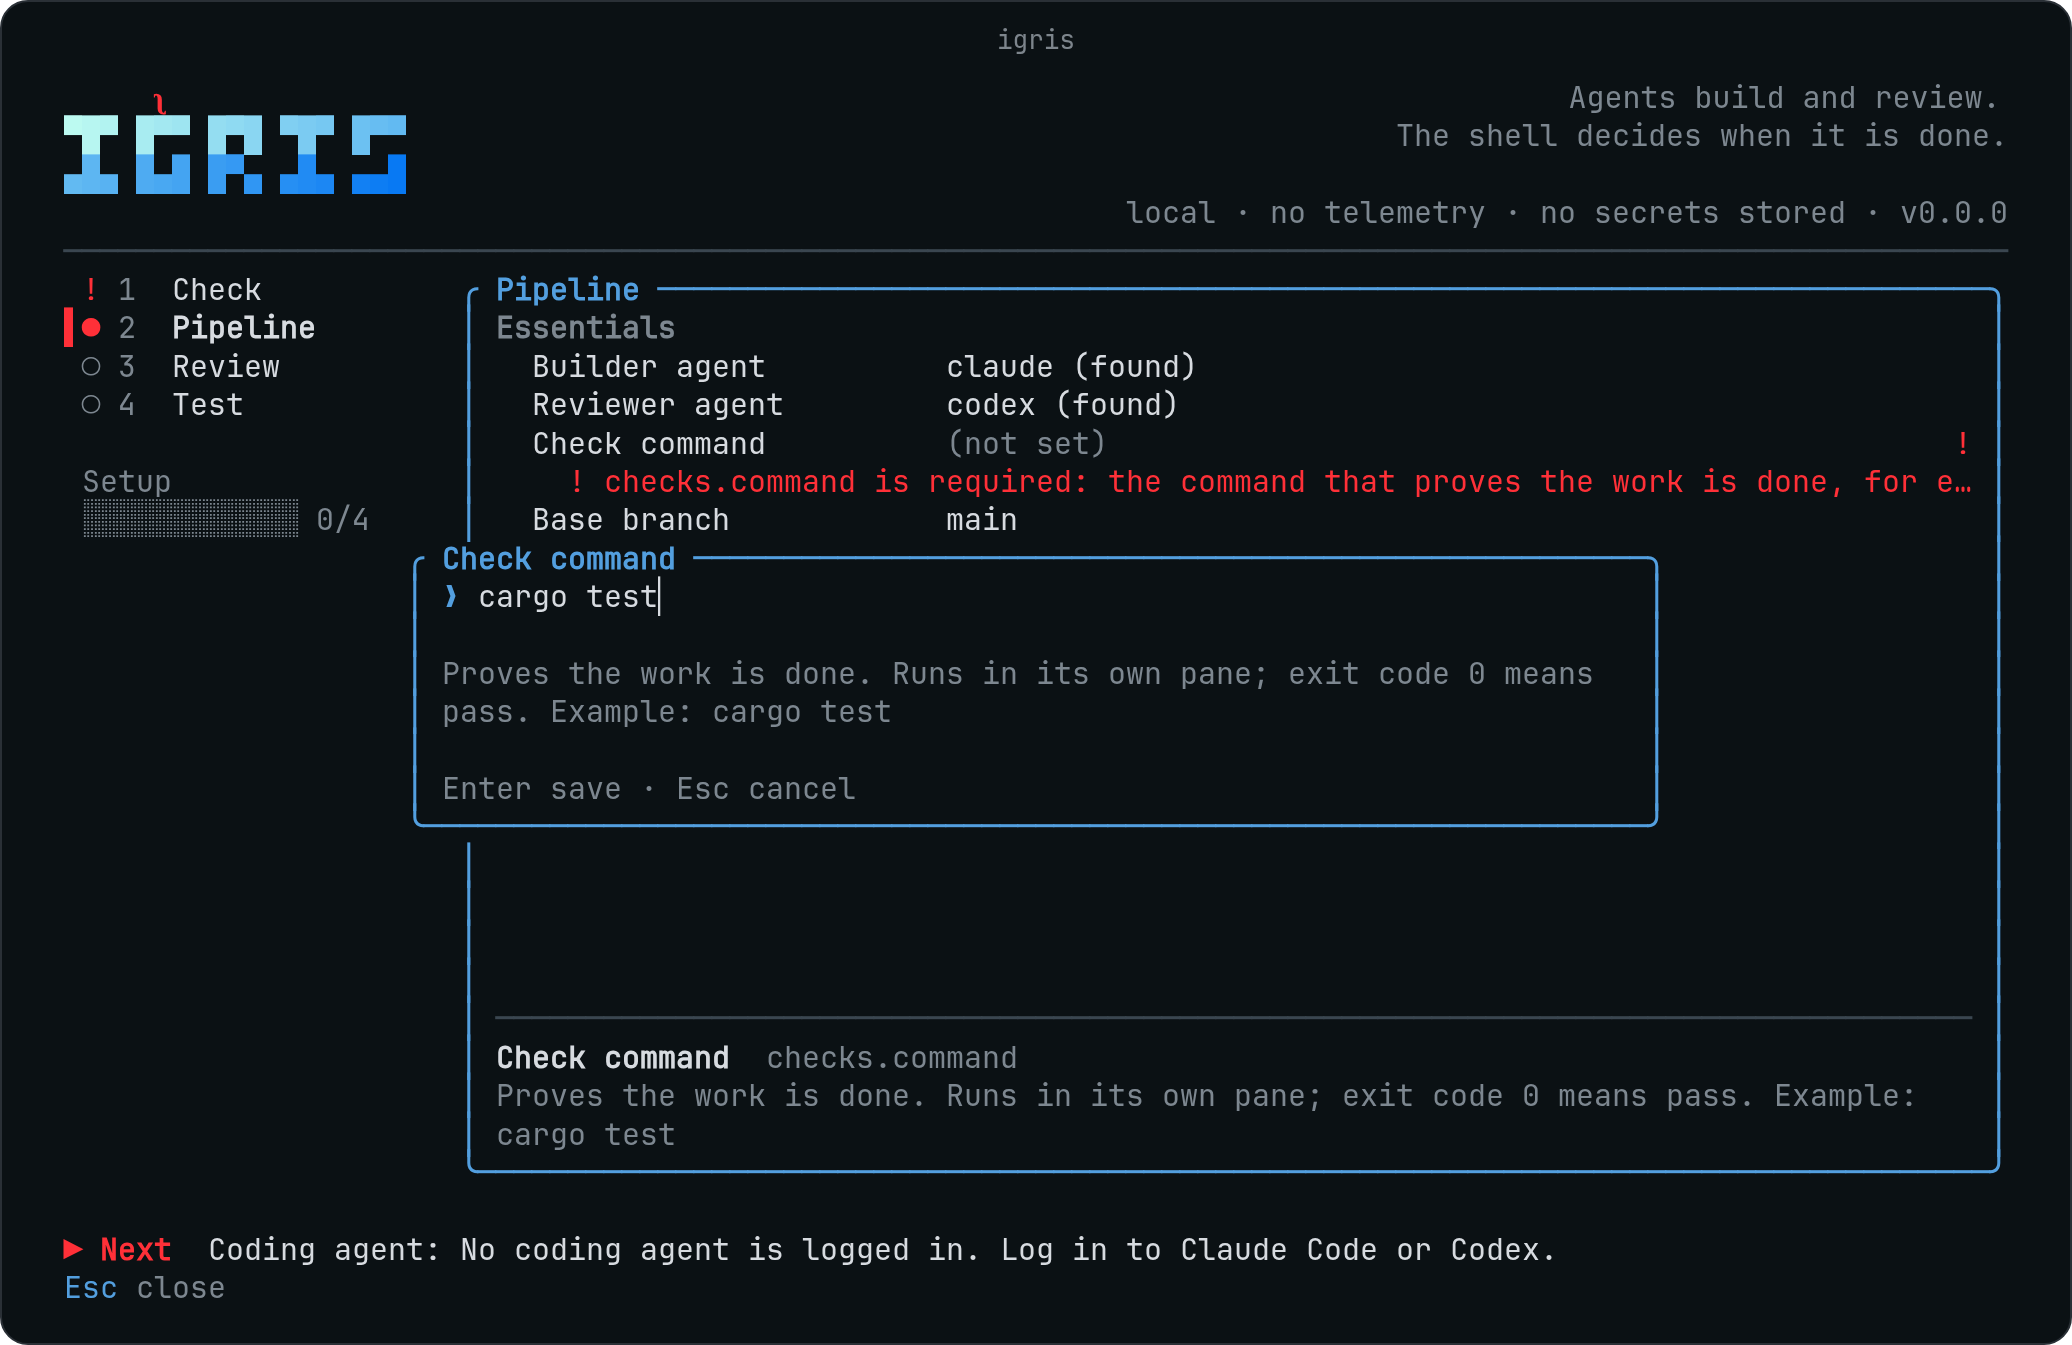 igris
IGRIS
Agents build and review.
The shell decides when it is done.
local · no telemetry · no secrets stored · v0.0.0
! 1 Check
● 2 Pipeline
○ 3 Review
○ 4 Test
Setup
0/4
Pipeline
Essentials
Builder agent claude (found)
Reviewer agent codex (found)
Check command (not set) !
! checks.command is required: the command that proves the work is done, for e…
Base branch main
Check command
❯ cargo test
Proves the work is done. Runs in its own pane; exit code 0 means
pass. Example: cargo test
Enter save · Esc cancel
Check command checks.command
Proves the work is done. Runs in its own pane; exit code 0 means pass. Example:
cargo test
▶ Next Coding agent: No coding agent is logged in. Log in to Claude Code or Codex.
Esc close